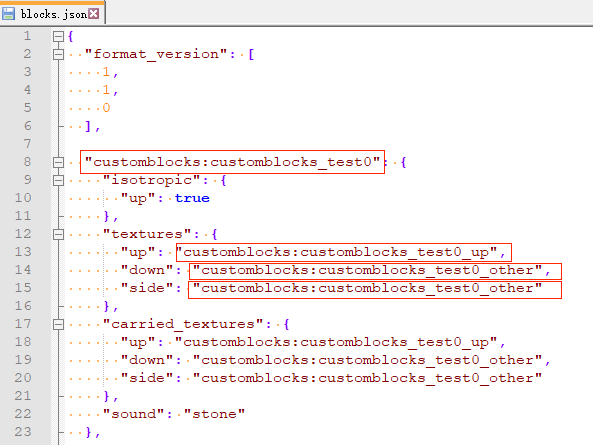 blocks.json
1 {
2 "format_version": [
3 1,
4 1,
5 0
6 ],
7
8 "customblocks:customblocks_test0": {
9 "isotropic": {
10 "up": true
11 },
12 "textures": {
13 "up": "customblocks:customblocks_test0_up",
14 "down": "customblocks:customblocks_test0_other",
15 "side": "customblocks:customblocks_test0_other"
16 },
17 "carried_textures": {
18 "up": "customblocks:customblocks_test0_up",
19 "down": "customblocks:customblocks_test0_other",
20 "side": "customblocks:customblocks_test0_other"
21 },
22 "sound": "stone"
23 },